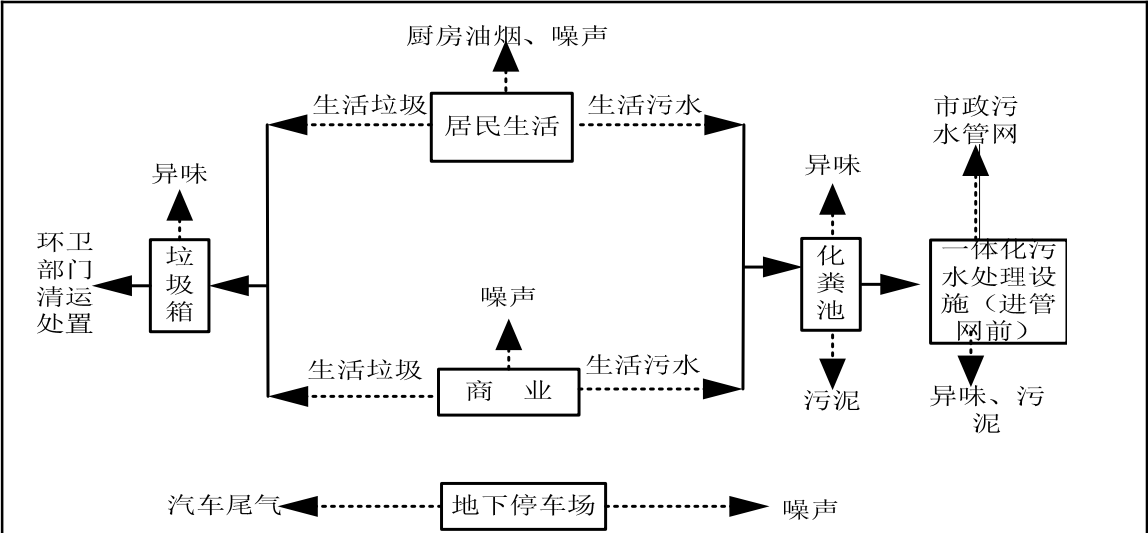 厨房油烟、噪声
生活垃圾
居民生活
生活污水
市政污
水管网
异味
异味
环卫
部门
清运
处置
垃
圾
箱
化
粪
池
一体化污
水处理设
施（进管
网前）
噪声
生活垃圾
商 业
生活污水
污泥
异味、污
泥
汽车尾气
地下停车场
噪声